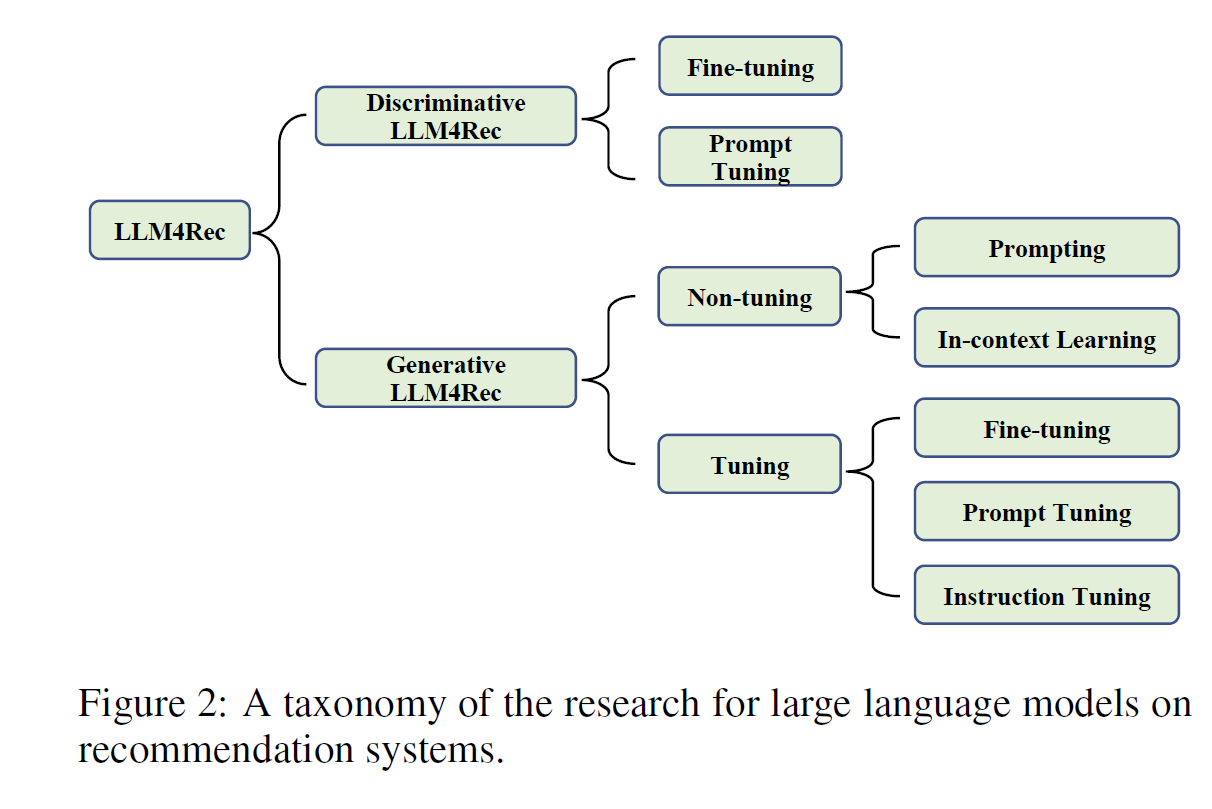 Fine-tuning
Discriminative
LLM4Rec
Prompt
Tuning
LLM4Rec
Prompting
Non-tuning
In-context Learning
Generative
LLM4Rec
Fine-tuning
Tuning
Prompt Tuning
Instruction Tuning
Figure 2: A taxonomy of the research for large language models on
recommendation systems.